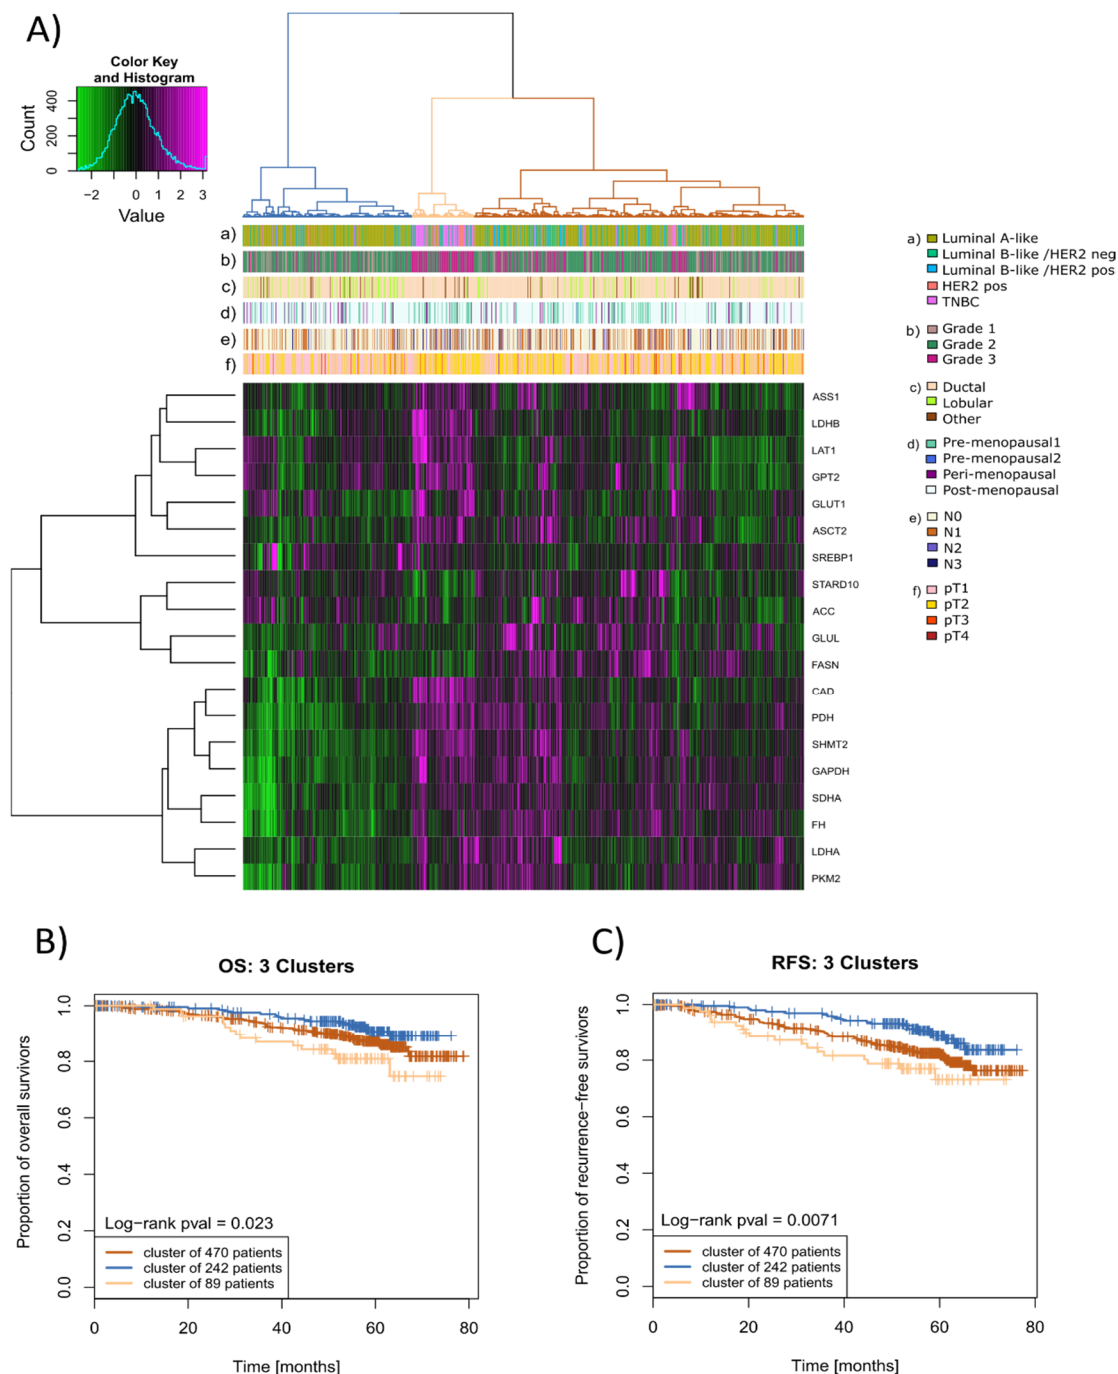 A)
Color Key
and Histogram
Count
0
200
400
−2
−1
0
1
2
3
Value
a)
b)
c)
d)
e)
f)
a)
Luminal A-like
Luminal B-like /HER2 neg
Luminal B-like /HER2 pos
HER2 pos
TNBC
b)
Grade 1
Grade 2
Grade 3
c)
Ductal
Lobular
Other
d)
Pre-menopausal1
Pre-menopausal2
Peri-menopausal
Post-menopausal
e)
N0
N1
N2
N3
f)
pT1
pT2
pT3
pT4
ASS1
LDHB
LAT1
GPT2
GLUT1
ASCT2
SREBP1
STARD10
ACC
GLUL
FASN
CAD
PDH
SHMT2
GAPDH
SDHA
FH
LDHA
PKM2
B)
OS: 3 Clusters
Proportion of overall survivors
1.0
0.8
0.6
0.4
0.2
0.0
Log−rank pval = 0.023
cluster of 470 patients
cluster of 242 patients
cluster of 89 patients
0
20
40
60
80
Time [months]
C)
RFS: 3 Clusters
Proportion of recurrence−free survivors
1.0
0.8
0.6
0.4
0.2
0.0
Log−rank pval = 0.0071
cluster of 470 patients
cluster of 242 patients
cluster of 89 patients
0
20
40
60
80
Time [months]